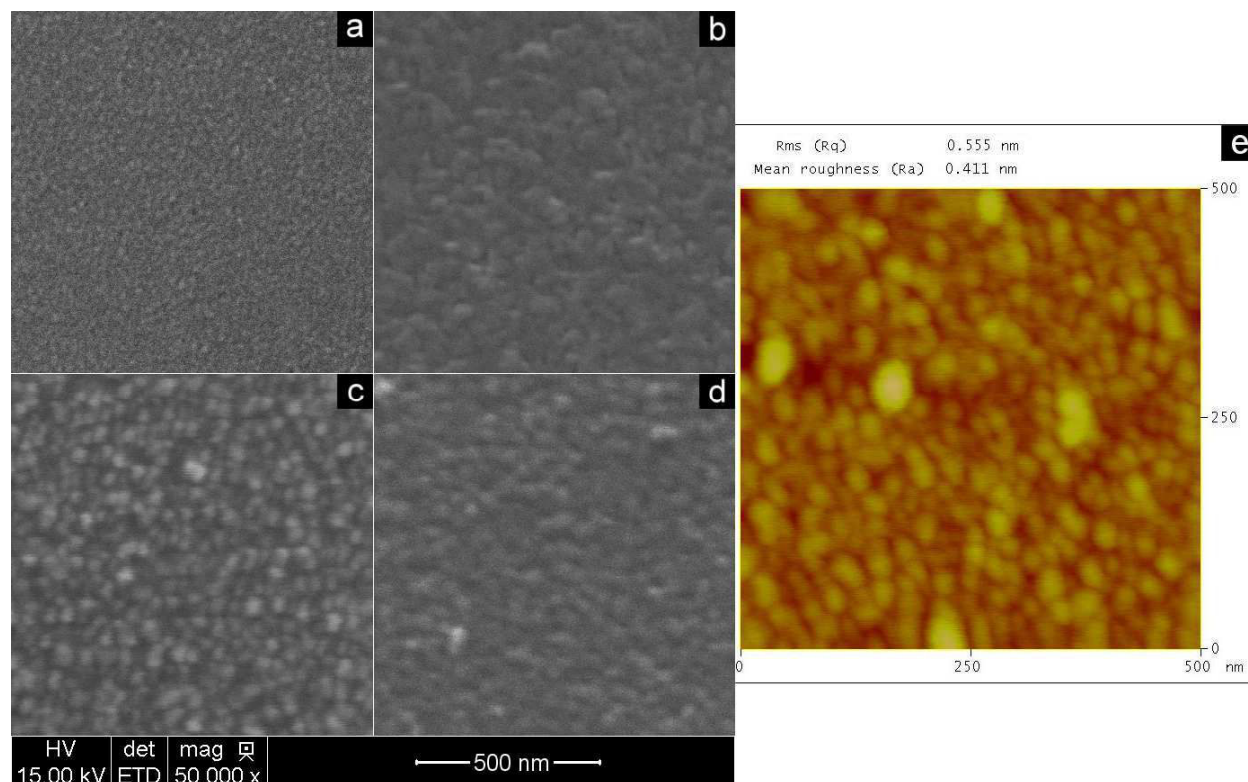 a
b
c
d
HV
det
mag
15.00 kV
ETD
50 000 x
500 nm
e
Rms (Rq) 0.555 nm
Mean roughness (Ra) 0.411 nm
500
250
0
0
250
500 nm